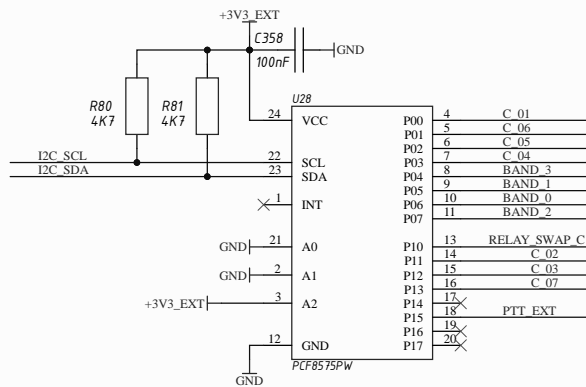 +3V3_EXT
C358
100nF
GND
R80
4K7
R81
4K7
U28
24 VCC
P00 4 C_01
P01 5 C_06
P02 6 C_05
I2C_SCL 22 SCL
P03 7 C_04
I2C_SDA 23 SDA
P04 8 BAND_3
P05 9 BAND_1
1 INT
P06 10 BAND_0
P07 11 BAND_2
GND 21 A0
P10 13 RELAY_SWAP_C
P11 14 C_02
GND 2 A1
P12 15 C_03
P13 16 C_07
+3V3_EXT 3 A2
P14 17
P15 18 PTT_EXT
P16 19
12 GND
P17 20
PCF8575PW
GND